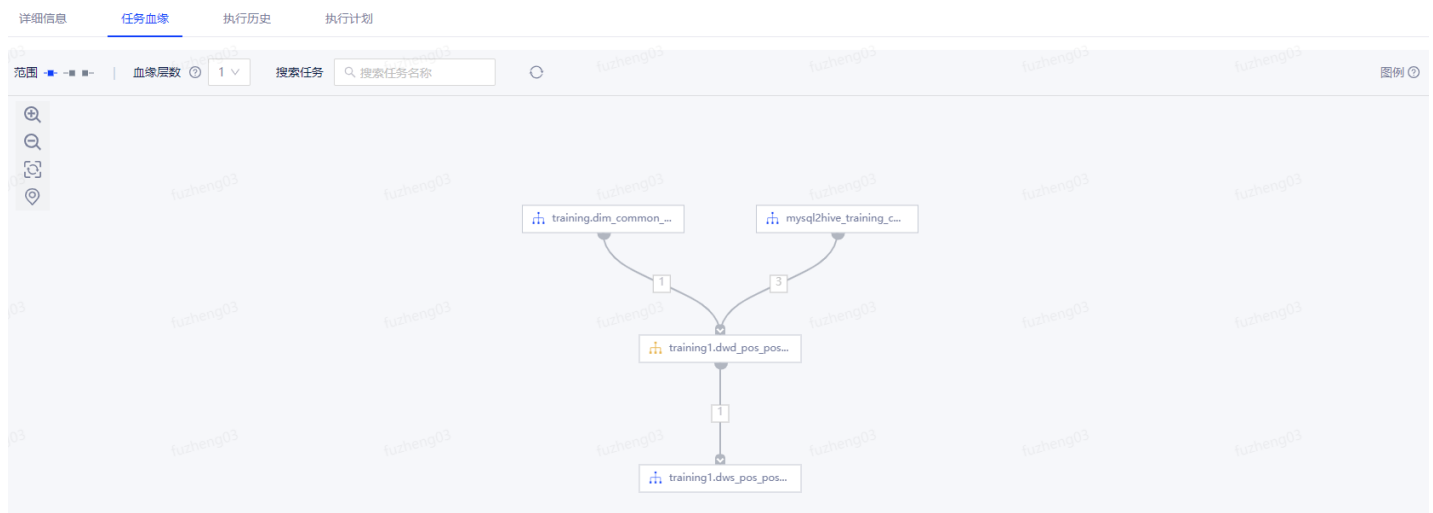 详细信息 任务血缘 执行历史 执行计划
范围 血缘层数 1 搜索任务 搜索任务名称 图例
training.dim_common_... mysql2hive_training_c...
1 3
training1.dwd_pos_pos...
1
training1.dws_pos_pos...
fuzheng03